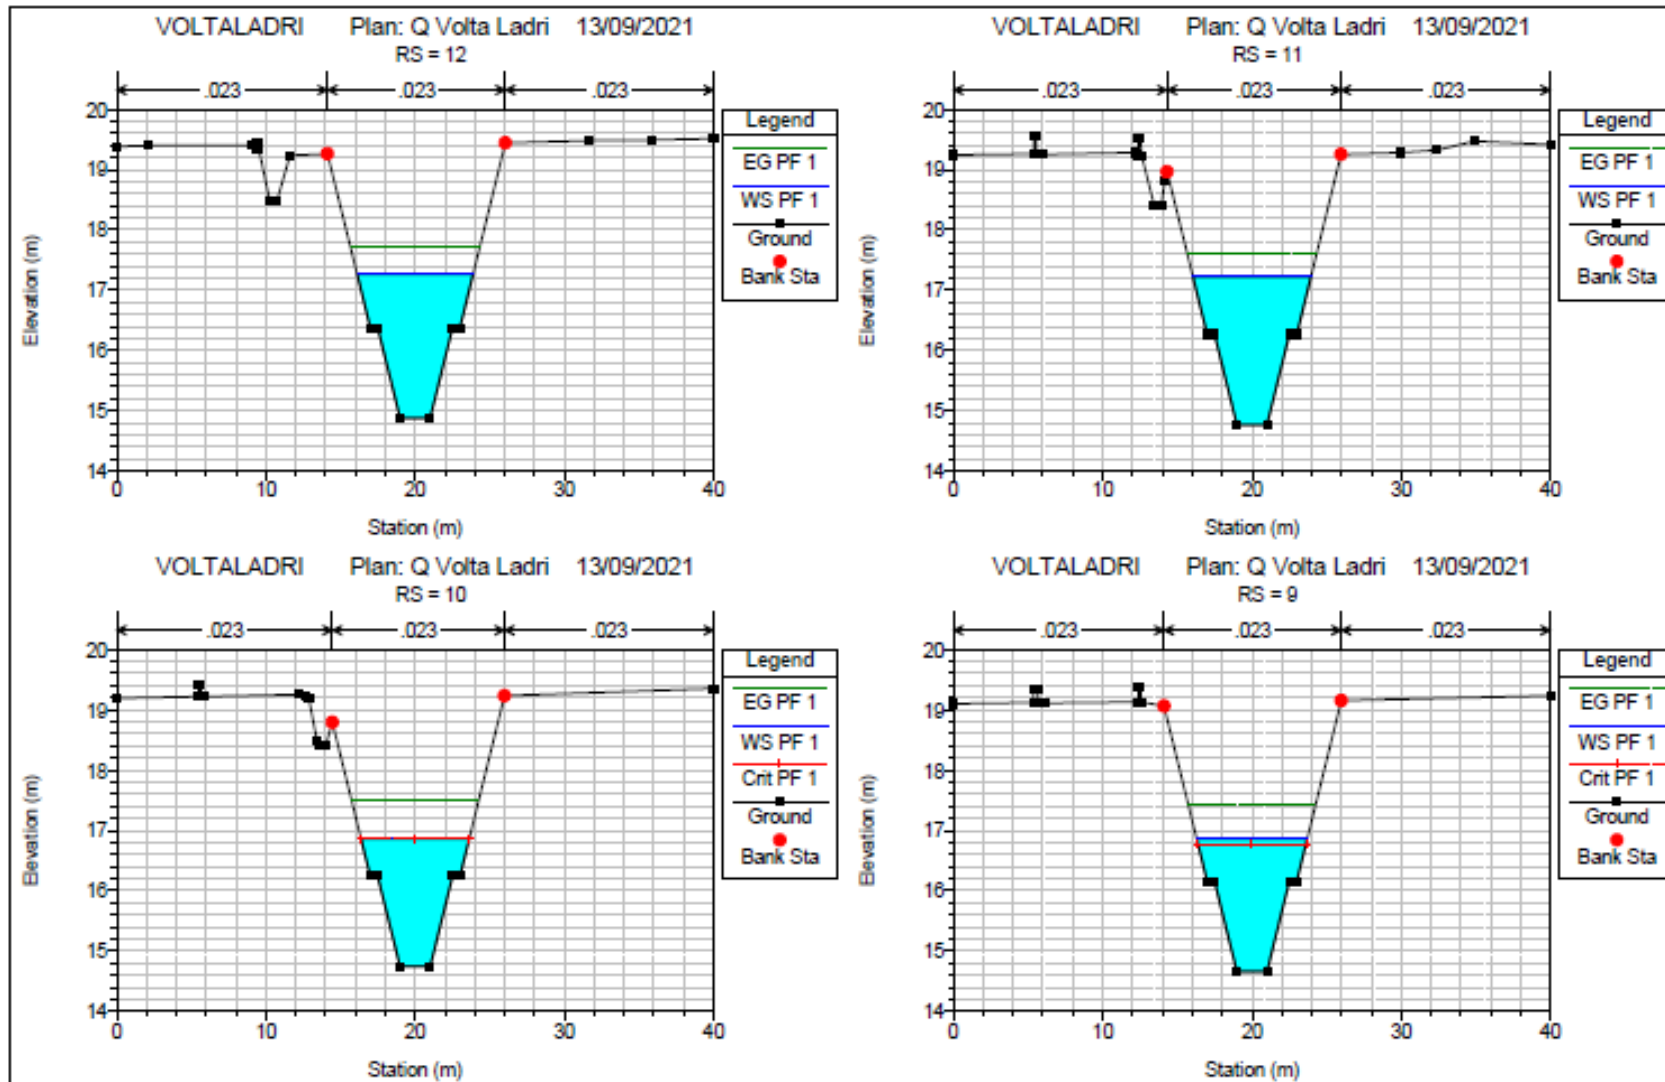 VOLTALADRI Plan: Q Volta Ladri 13/09/2021
RS = 12
.023 .023 .023
Elevation (m)
20
19
18
17
16
15
14
0 10 20 30 40
Station (m)
Legend
EG PF 1
WS PF 1
Ground
Bank Sta
VOLTALADRI Plan: Q Volta Ladri 13/09/2021
RS = 11
.023 .023 .023
Elevation (m)
20
19
18
17
16
15
14
0 10 20 30 40
Station (m)
Legend
EG PF 1
WS PF 1
Ground
Bank Sta
VOLTALADRI Plan: Q Volta Ladri 13/09/2021
RS = 10
.023 .023 .023
Elevation (m)
20
19
18
17
16
15
14
0 10 20 30 40
Station (m)
Legend
EG PF 1
WS PF 1
Crit PF 1
Ground
Bank Sta
VOLTALADRI Plan: Q Volta Ladri 13/09/2021
RS = 9
.023 .023 .023
Elevation (m)
20
19
18
17
16
15
14
0 10 20 30 40
Station (m)
Legend
EG PF 1
WS PF 1
Crit PF 1
Ground
Bank Sta